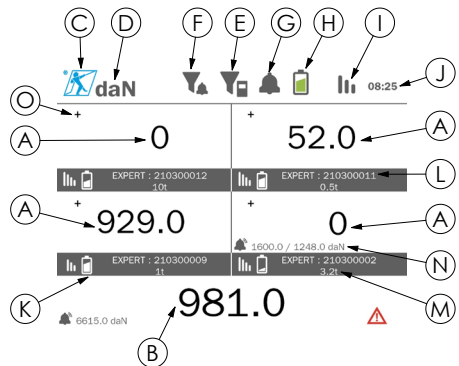 C D F E G H I J
daN 08:25
O + +
A 0 52.0 A
EXPERT : 210300012 EXPERT : 210300011 L
10t 0.5t
A + 929.0 + 0 A
1600.0 / 1248.0 daN N
EXPERT : 210300009 EXPERT : 210300002
1t 3.2t M
K 981.0
6615.0 daN
B